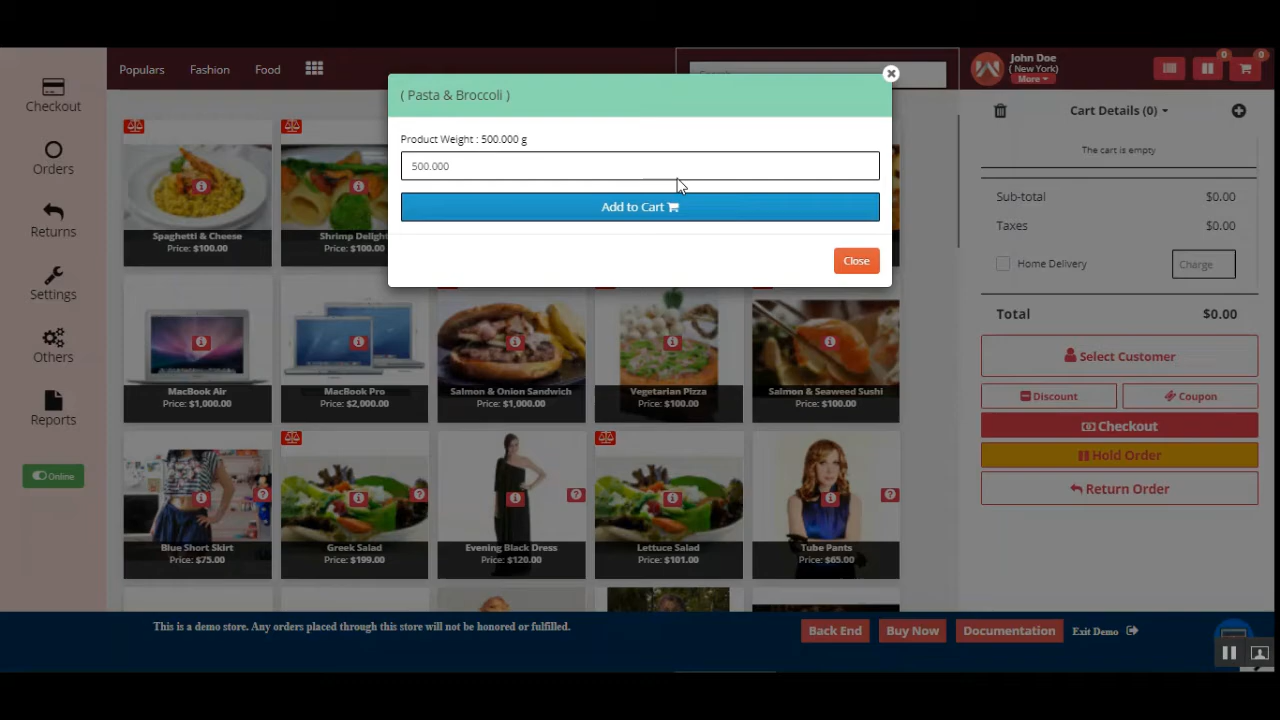 Checkout
Orders
Returns
Settings
Others
Reports
Online
Populars
Fashion
Food
John Doe
( New York)
More
0
0
( Pasta & Broccoli )
Product Weight : 500.000 g
500.000
Add to Cart
Close
Spaghetti & Cheese
Price: $100.00
Shrimp Delight
Price: $100.00
MacBook Air
Price: $1,000.00
MacBook Pro
Price: $2,000.00
Salmon & Onion Sandwich
Price: $1,000.00
Vegetarian Pizza
Price: $100.00
Salmon & Seaweed Sushi
Price: $100.00
Blue Short Skirt
Price: $75.00
Greek Salad
Price: $199.00
Evening Black Dress
Price: $120.00
Lettuce Salad
Price: $101.00
Tube Pants
Price: $65.00
Cart Details (0)
The cart is empty
Sub-total $0.00
Taxes $0.00
Home Delivery Charge
Total $0.00
Select Customer
Discount
Coupon
Checkout
Hold Order
Return Order
This is a demo store. Any orders placed through this store will not be honored or fulfilled.
Back End
Buy Now
Documentation
Exit Demo